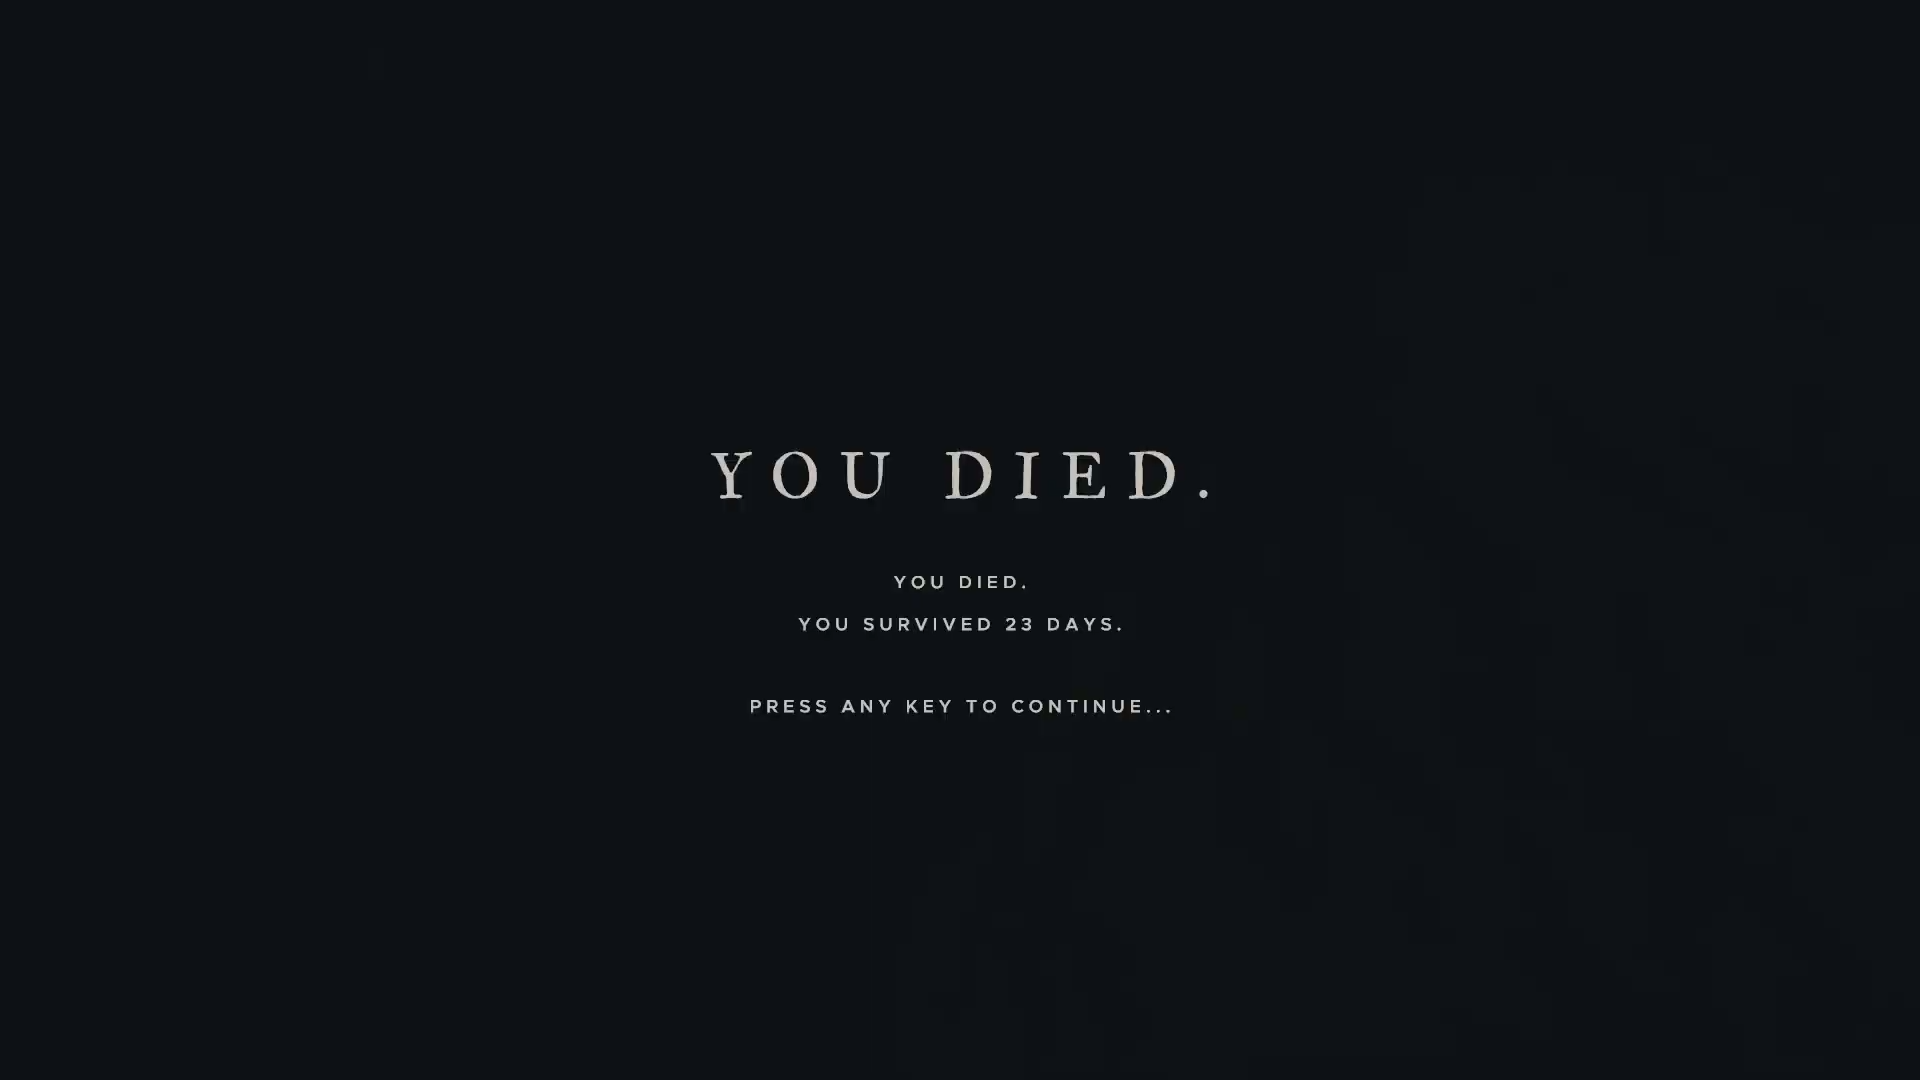 YOU DIED.
YOU DIED.
YOU SURVIVED 23 DAYS.
PRESS ANY KEY TO CONTINUE...